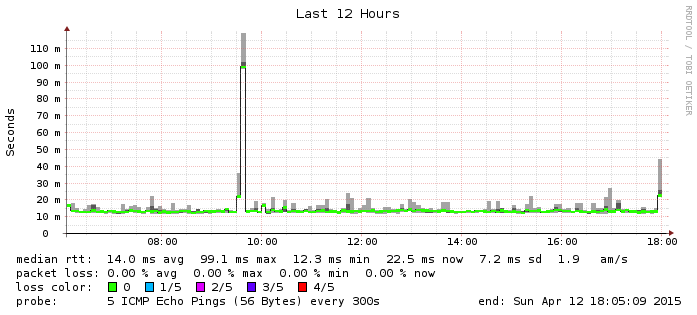 Last 12 Hours
RRDTOOL / TOBI OETIKER
Seconds
110 m
100 m
90 m
80 m
70 m
60 m
50 m
40 m
30 m
20 m
10 m
0
08:00 10:00 12:00 14:00 16:00 18:00
median rtt: 14.0 ms avg 99.1 ms max 12.3 ms min 22.5 ms now 7.2 ms sd 1.9 am/s
packet loss: 0.00 % avg 0.00 % max 0.00 % min 0.00 % now
loss color: 0 1/5 2/5 3/5 4/5
probe: 5 ICMP Echo Pings (56 Bytes) every 300s end: Sun Apr 12 18:05:09 2015